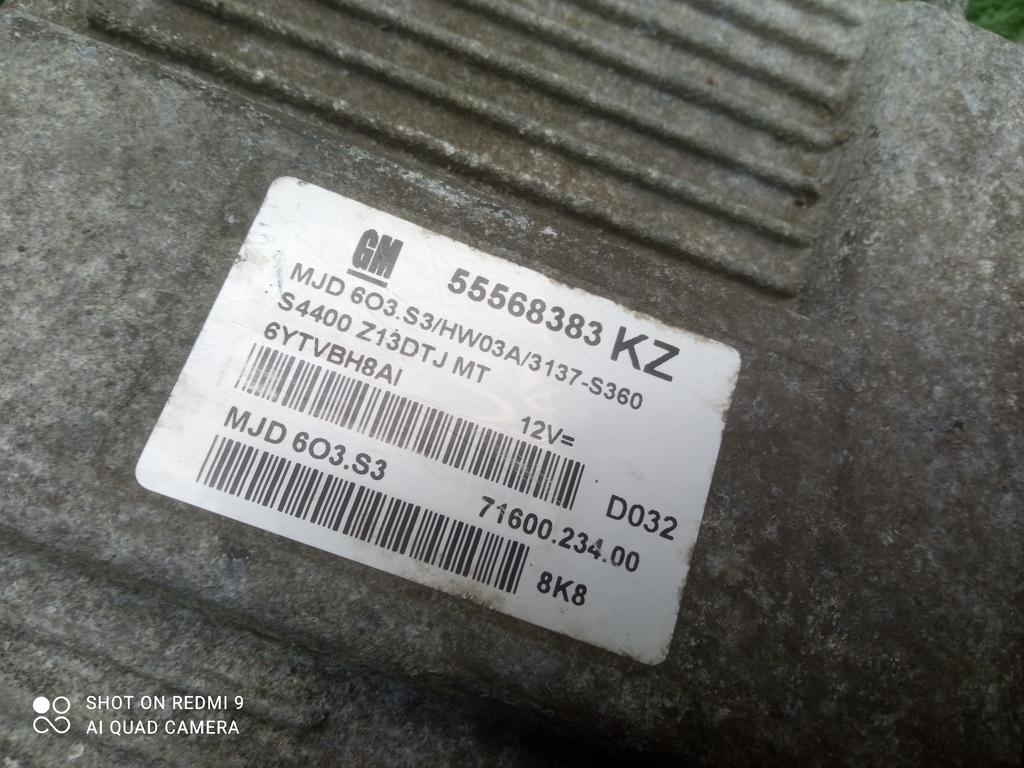 GM
55568383 KZ
MJD 6O3.S3/HW03A/3137-S360
S4400 Z13DTJ MT
6YTVBH8AI
12V=
MJD 6O3.S3
D032
71600.234.00
8K8
SHOT ON REDMI 9
AI QUAD CAMERA